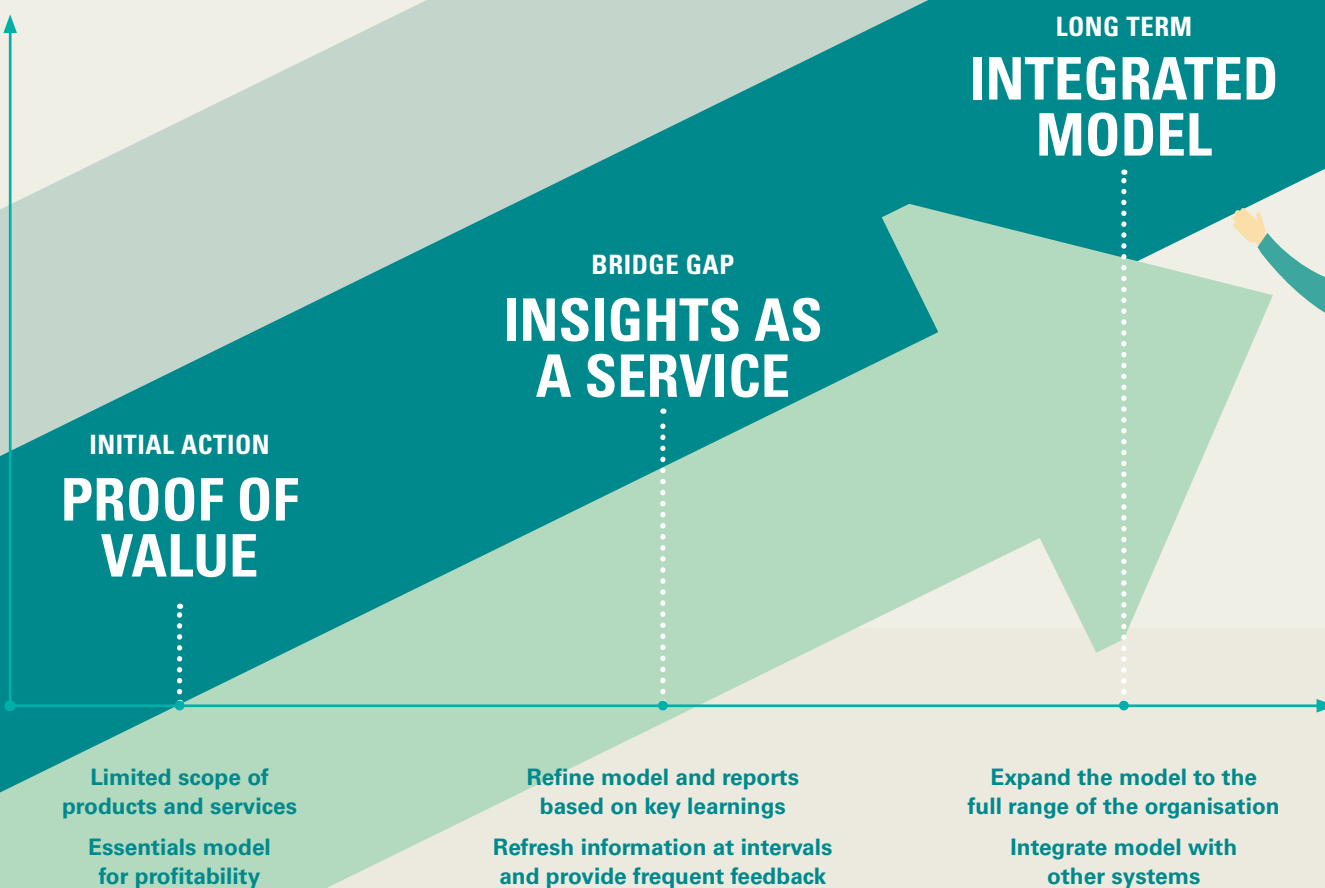 INITIAL ACTION
PROOF OF
VALUE
BRIDGE GAP
INSIGHTS AS
A SERVICE
LONG TERM
INTEGRATED
MODEL
Limited scope of
products and services
Essentials model
for profitability
Refine model and reports
based on key learnings
Refresh information at intervals
and provide frequent feedback
Expand the model to the
full range of the organisation
Integrate model with
other systems